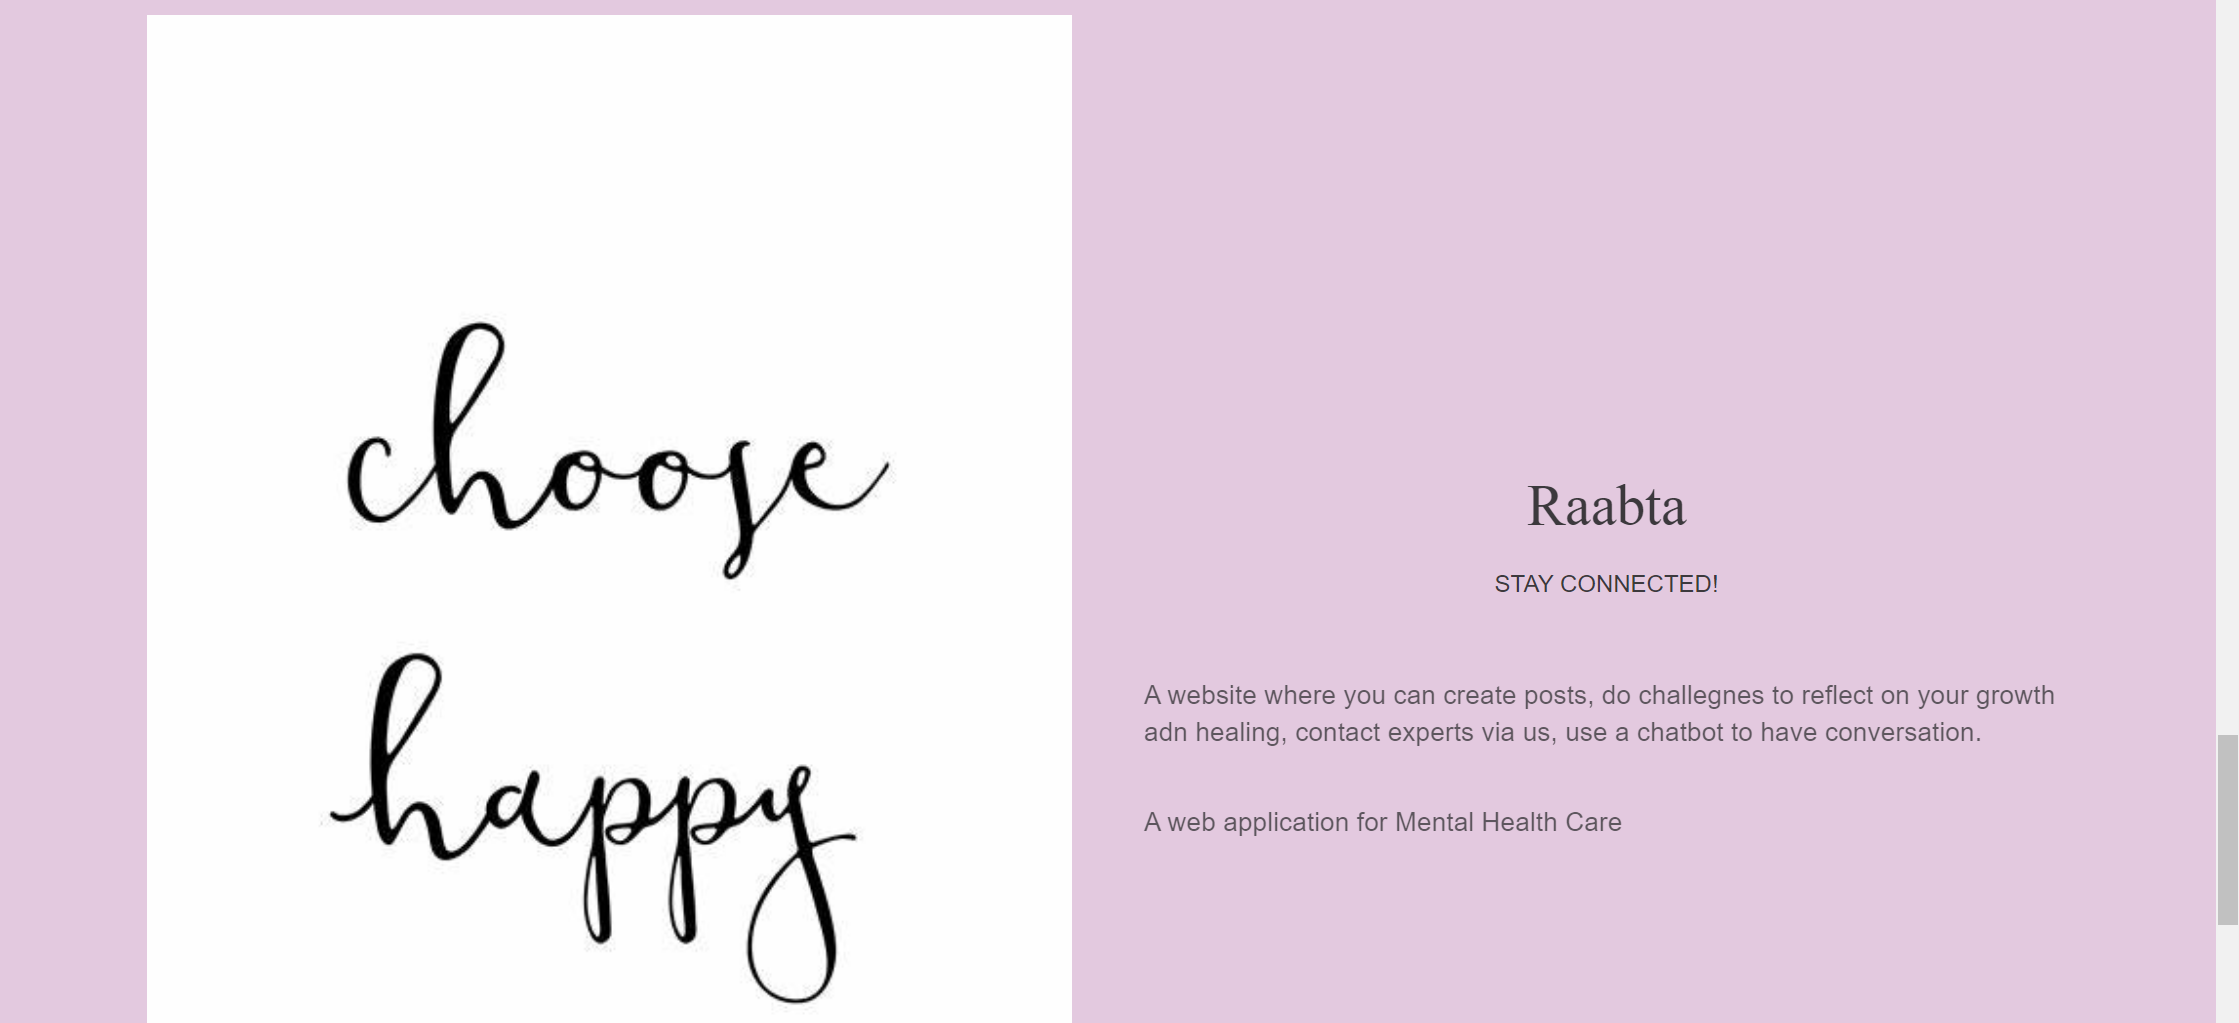 choose
happy
Raabta
STAY CONNECTED!
A website where you can create posts, do challegnes to reflect on your growth
adn healing, contact experts via us, use a chatbot to have conversation.
A web application for Mental Health Care